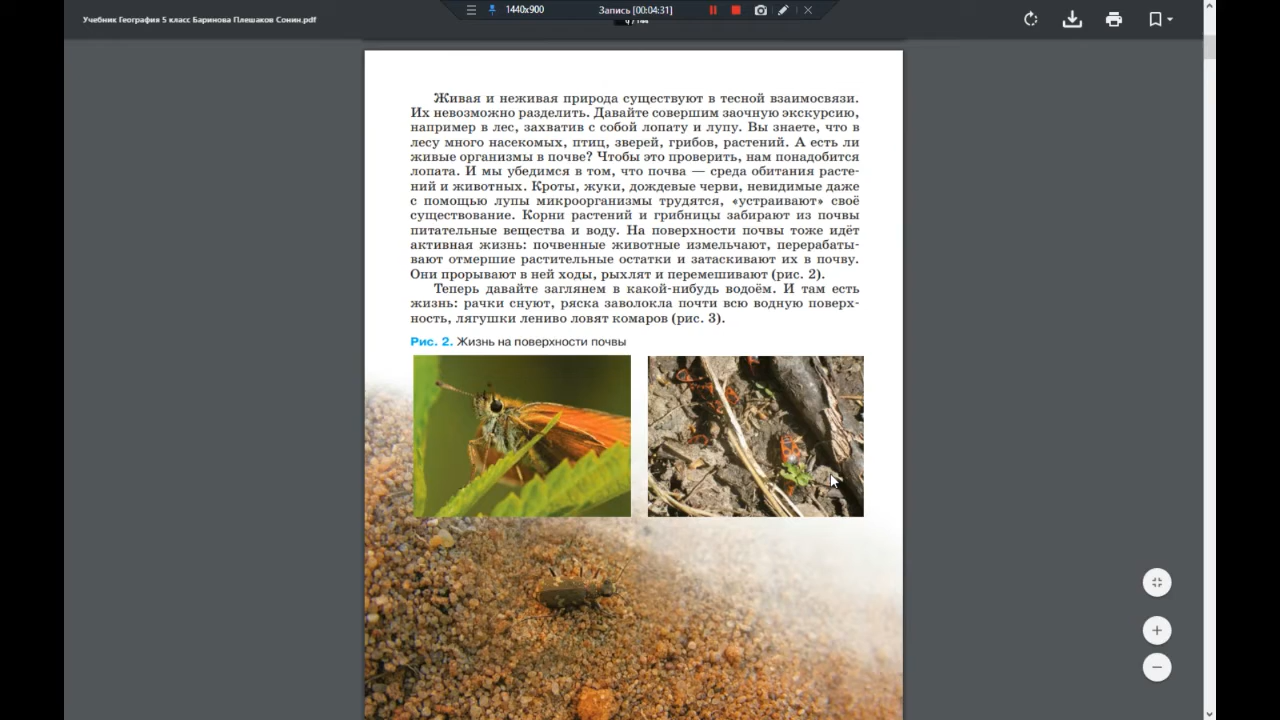 Учебник География 5 класс Баринова Плешаков Сонин.pdf
1440x900
Запись [00:04:31]
Живая и неживая природа существуют в тесной взаимосвязи.
Их невозможно разделить. Давайте совершим заочную экскурсию,
например в лес, захватив с собой лопату и лупу. Вы знаете, что в
лесу много насекомых, птиц, зверей, грибов, растений. А есть ли
живые организмы в почве? Чтобы это проверить, нам понадобится
лопата. И мы убедимся в том, что почва — среда обитания расте-
ний и животных. Кроты, жуки, дождевые черви, невидимые даже
с помощью лупы микроорганизмы трудятся, «устраивают» своё
существование. Корни растений и грибницы забирают из почвы
питательные вещества и воду. На поверхности почвы тоже идёт
активная жизнь: почвенные животные измельчают, перерабаты-
вают отмершие растительные остатки и затаскивают их в почву.
Они прорывают в ней ходы, рыхлят и перемешивают (рис. 2).
Теперь давайте заглянем в какой-нибудь водоём. И там есть
жизнь: рачки снуют, ряска заволокла почти всю водную поверх-
ность, лягушки лениво ловят комаров (рис. 3).
Рис. 2. Жизнь на поверхности почвы